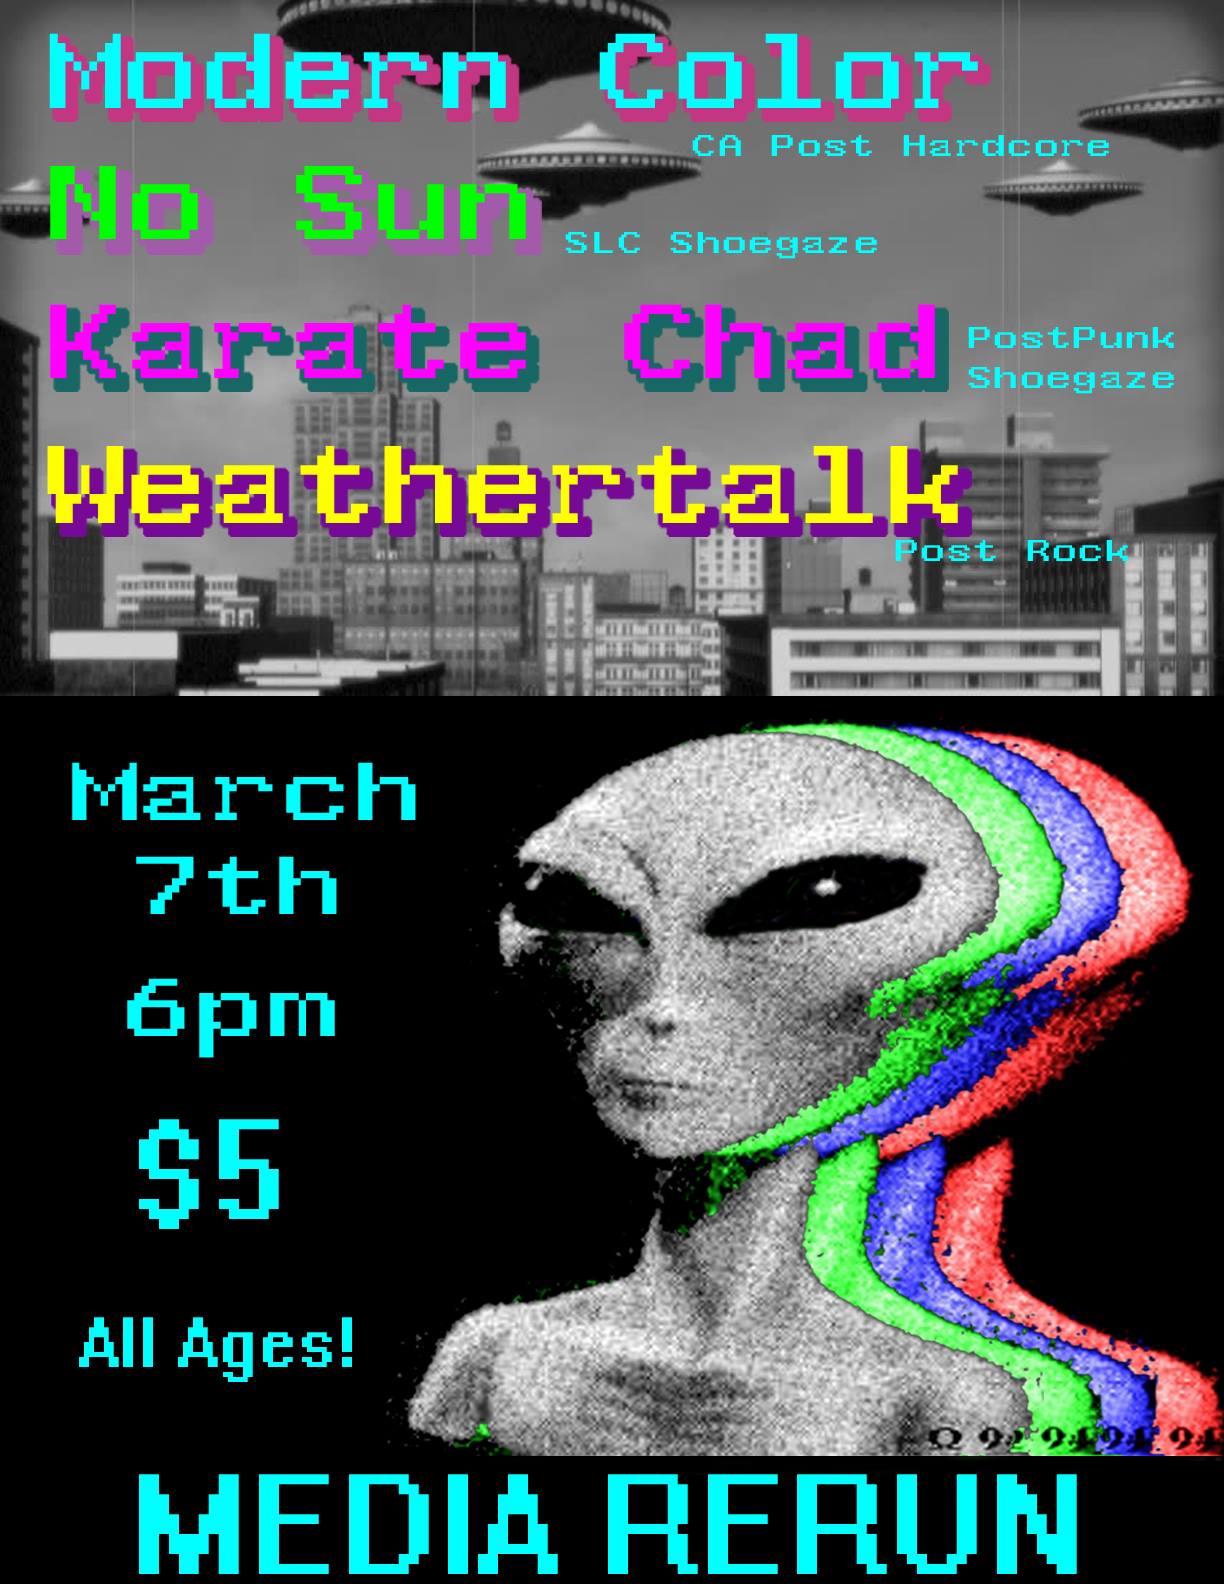 Modern Color
CA Post Hardcore
No Sun
SLC Shoegaze
Karate Chad
PostPunk
Shoegaze
Weathertalk
Post Rock
March
7th
6pm
$5
All Ages!
MEDIA RERUN